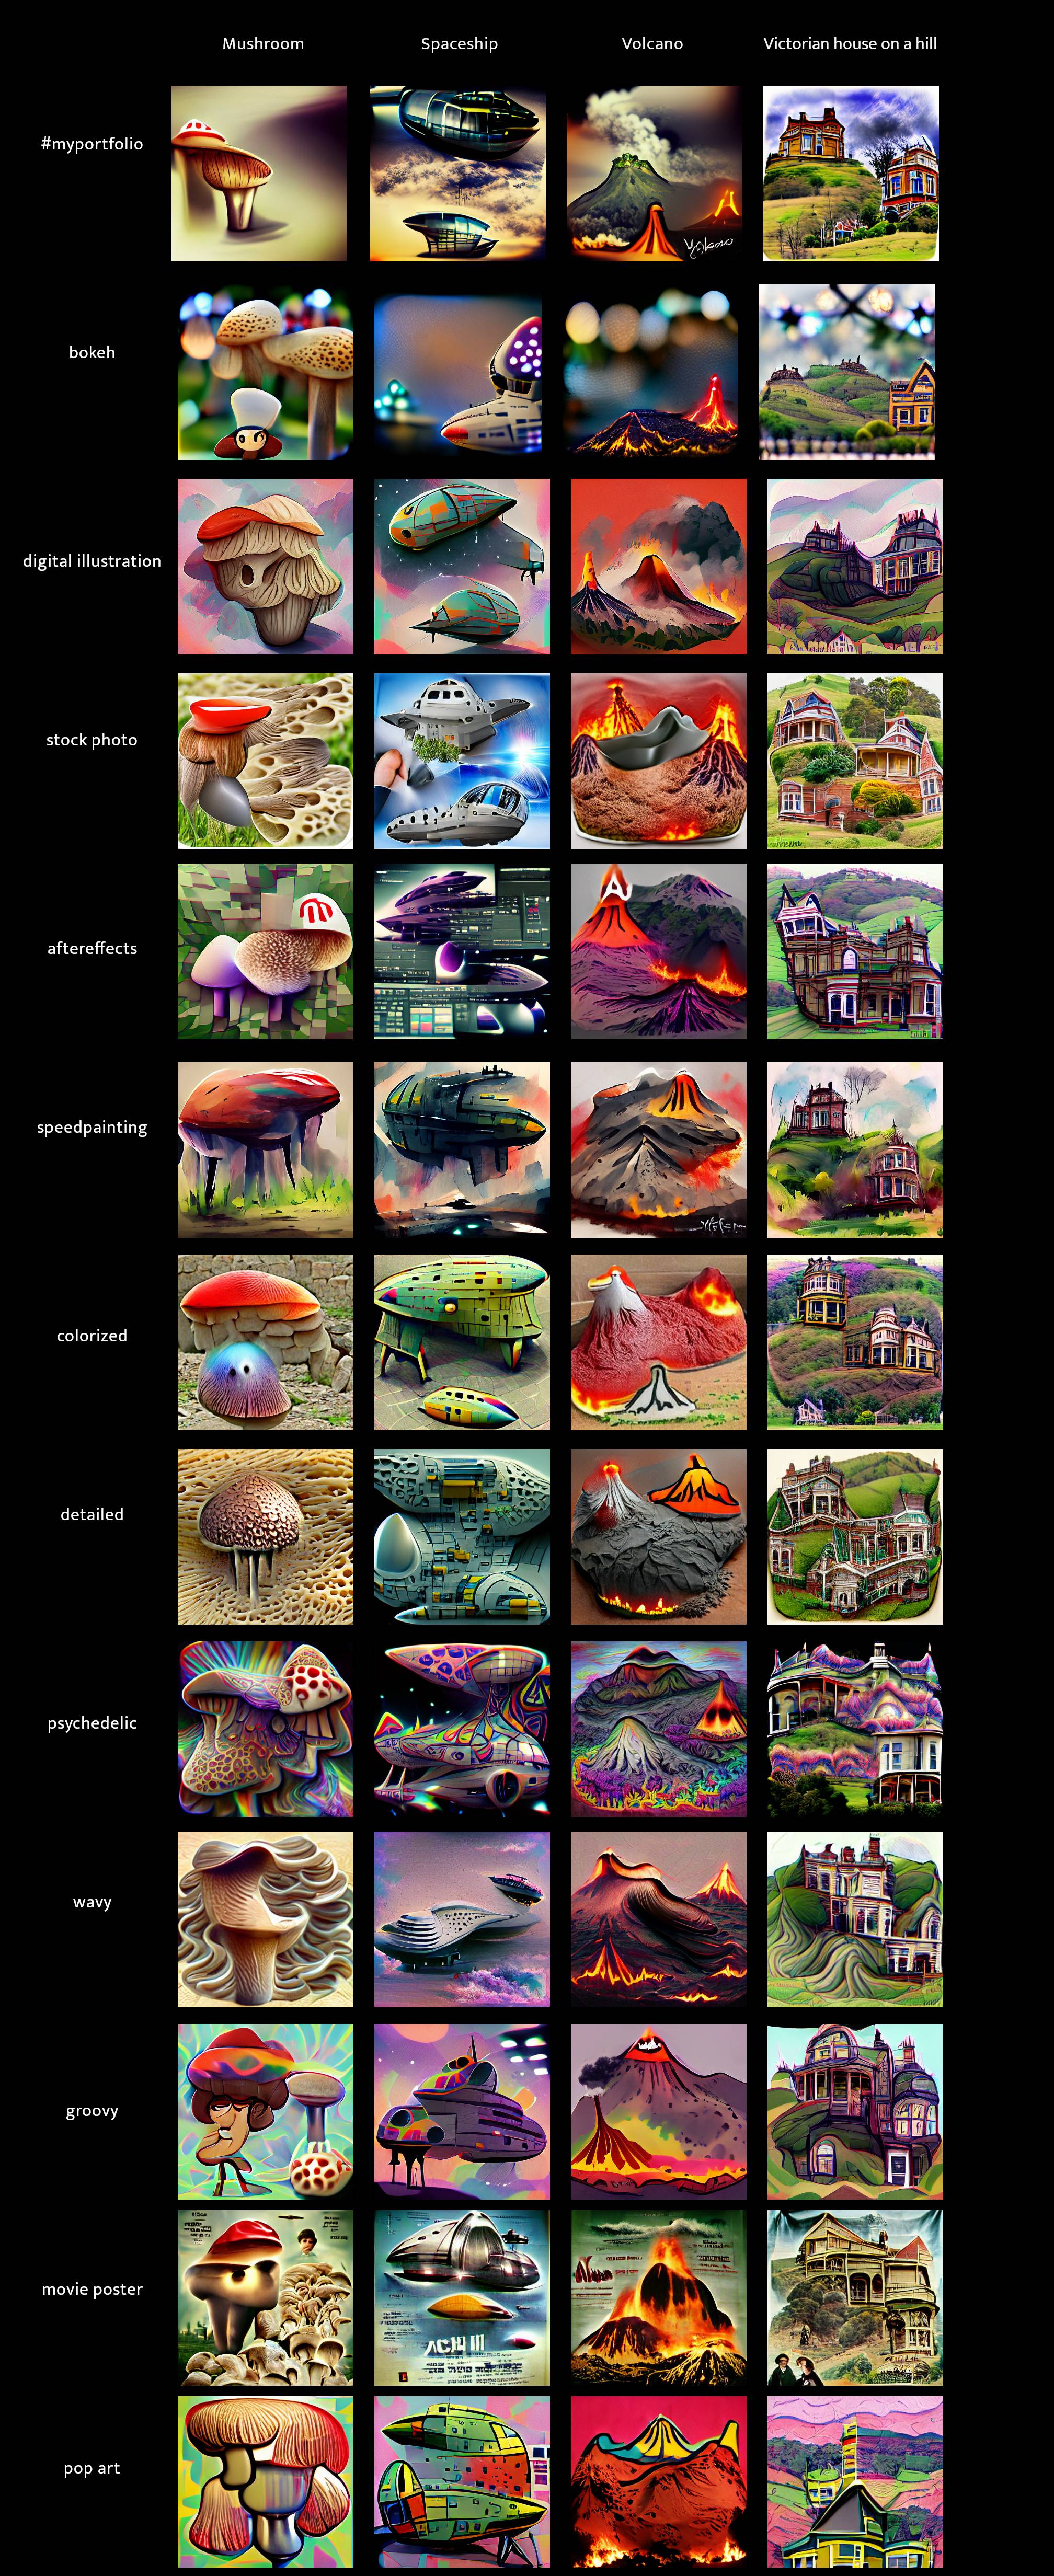 Mushroom
Spaceship
Volcano
Victorian house on a hill
#myportfolio
Volcano
bokeh
digital illustration
stock photo
aftereffects
speedpainting
colorized
detailed
psychedelic
wavy
groovy
movie poster
pop art